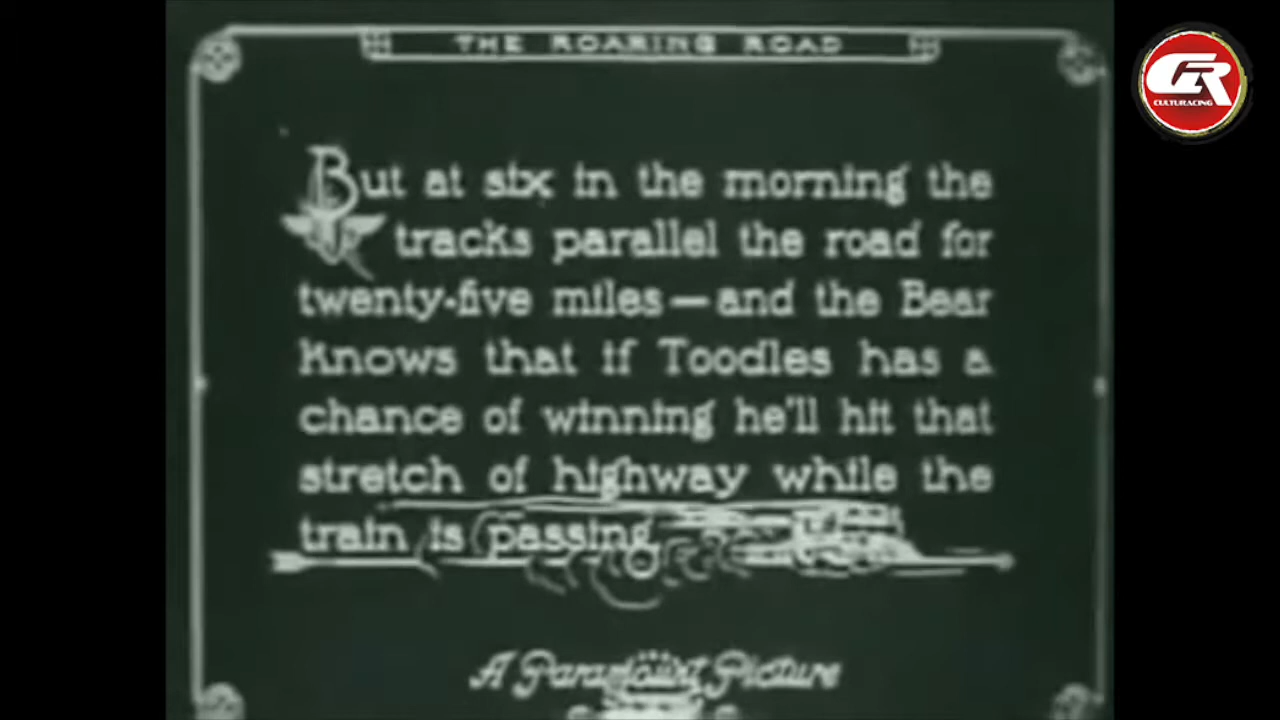 THE ROARING ROAD
CR
CULTURACING
But at six in the morning the
tracks parallel the road for
twenty-five miles—and the Bear
knows that if Toodles has a
chance of winning he'll hit that
stretch of highway while the
train is passing.
A Paramount Picture